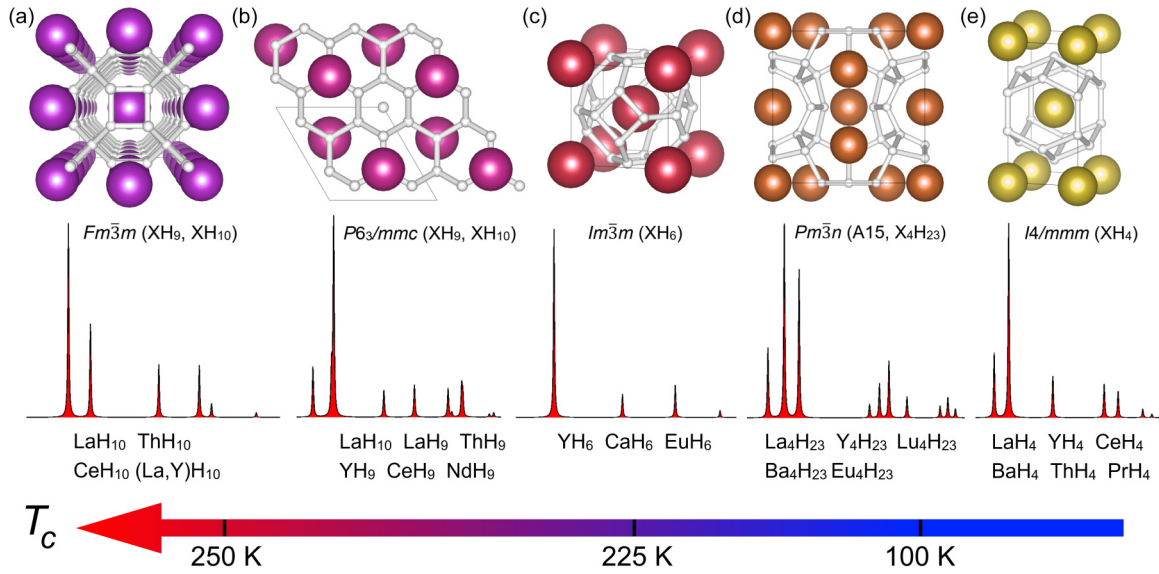 (a)
(b)
(c)
(d)
(e)
Fm3̅m (XH₉, XH₁₀)
P6₃/mmc (XH₉, XH₁₀)
Im3̅m (XH₆)
Pm3̅n (A15, X₄H₂₃)
I4/mmm (XH₄)
LaH₁₀ ThH₁₀
CeH₁₀ (La,Y)H₁₀
LaH₁₀ LaH₉ ThH₉
YH₉ CeH₉ NdH₉
YH₆ CaH₆ EuH₆
La₄H₂₃ Y₄H₂₃ Lu₄H₂₃
Ba₄H₂₃ Eu₄H₂₃
LaH₄ YH₄ CeH₄
BaH₄ ThH₄ PrH₄
T_c
250 K
225 K
100 K